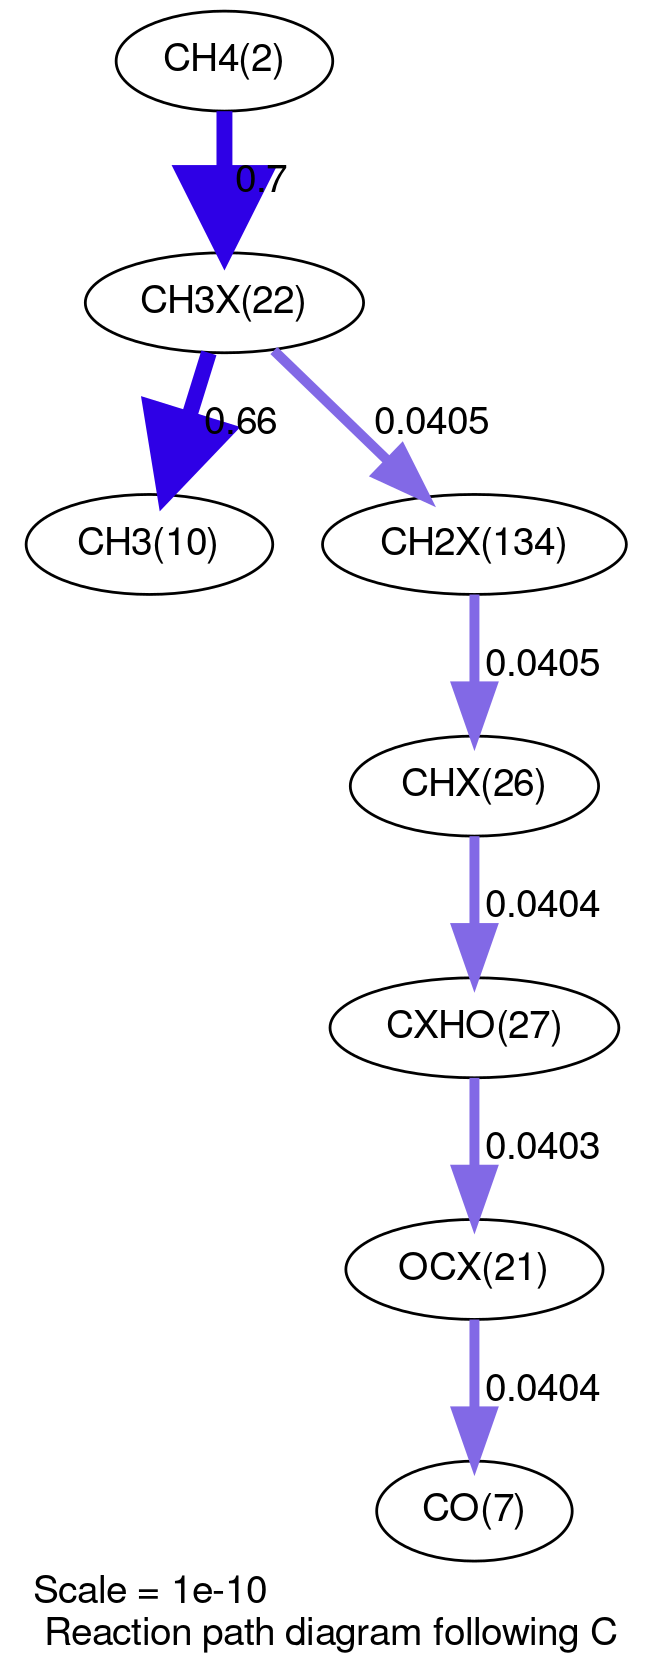 CH4(2)
0.7
CH3X(22)
0.66
0.0405
CH3(10)
CH2X(134)
0.0405
CHX(26)
0.0404
CXHO(27)
0.0403
OCX(21)
0.0404
CO(7)
Scale = 1e-10
Reaction path diagram following C